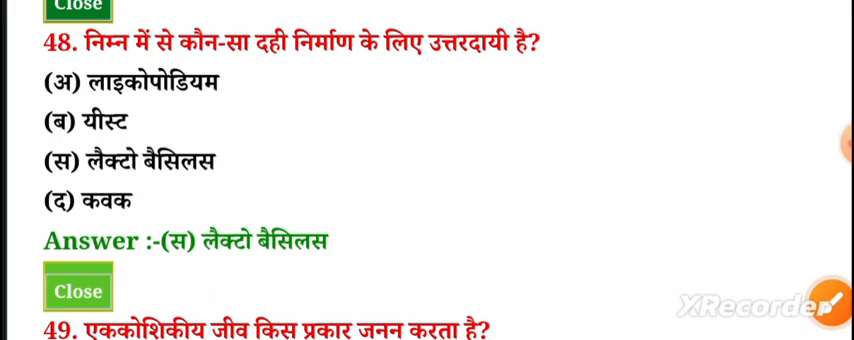 Close
48. निम्न में से कौन-सा दही निर्माण के लिए उत्तरदायी है?
(अ) लाइकोपोडियम
(ब) यीस्ट
(स) लैक्टो बैसिलस
(द) कवक
Answer :-(स) लैक्टो बैसिलस
Close
XRecorder
49. एककोशिकीय जीव किस प्रकार जनन करता है?